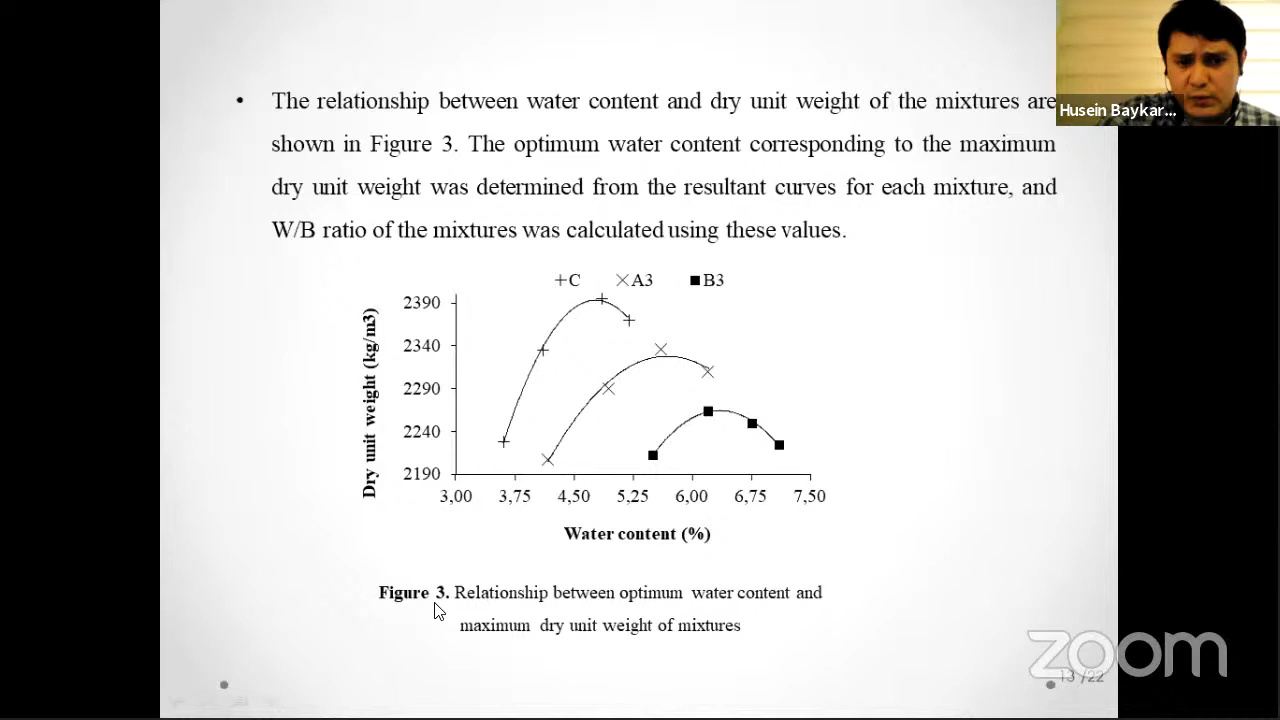 • The relationship between water content and dry unit weight of the mixtures are
Husein Baykar...
shown in Figure 3. The optimum water content corresponding to the maximum
dry unit weight was determined from the resultant curves for each mixture, and
W/B ratio of the mixtures was calculated using these values.
C A3 B3
Dry unit weight (kg/m3)
2390
2340
2290
2240
2190
3,00 3,75 4,50 5,25 6,00 6,75 7,50
Water content (%)
Figure 3. Relationship between optimum water content and
maximum dry unit weight of mixtures
zoom
13 /22